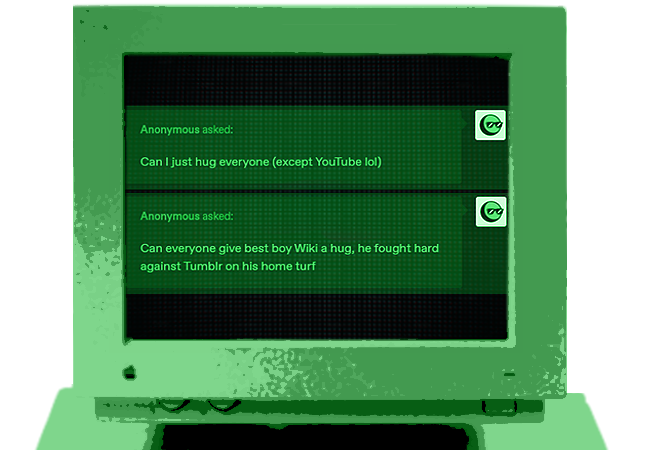 Anonymous asked:
Can I just hug everyone (except YouTube lol)
Anonymous asked:
Can everyone give best boy Wiki a hug, he fought hard
against Tumblr on his home turf